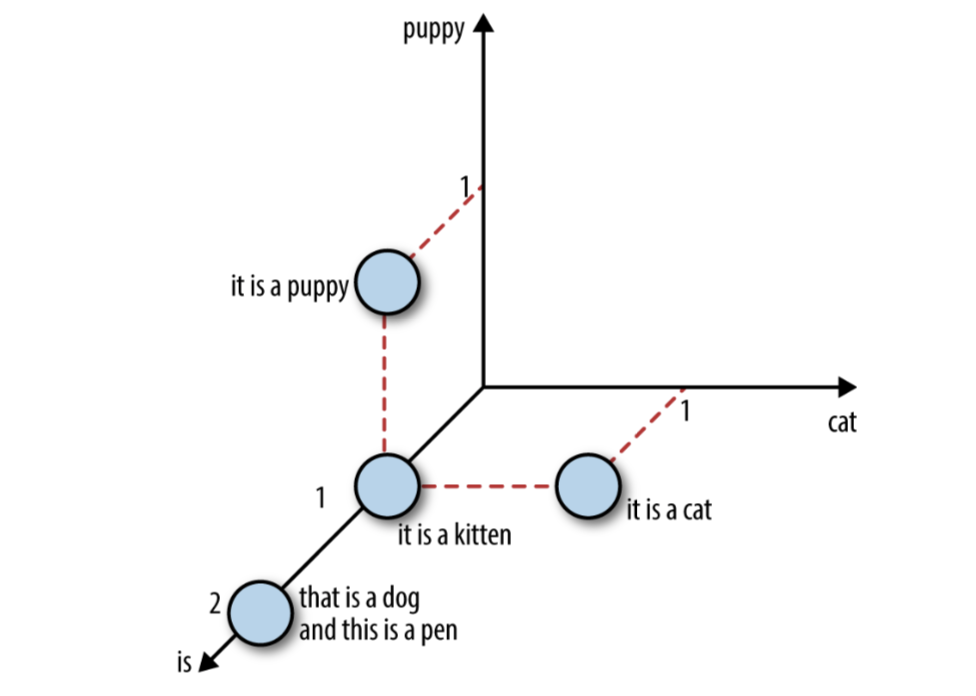 puppy
1
it is a puppy
1
cat
1
it is a cat
it is a kitten
2
that is a dog
and this is a pen
is